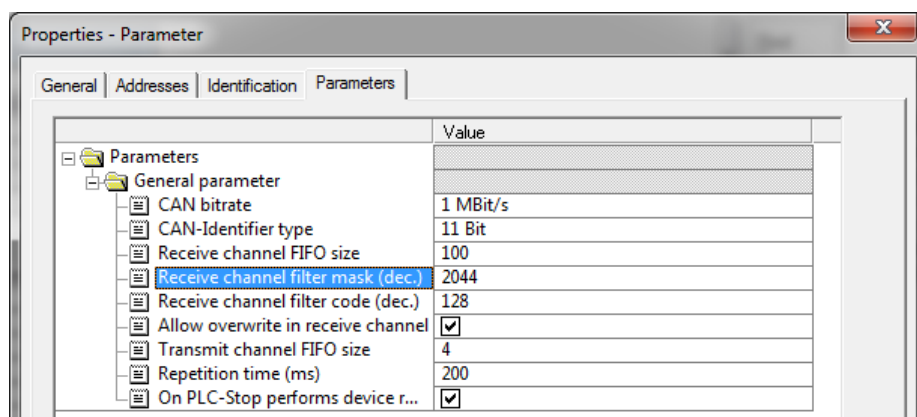 Properties - Parameter
General Addresses Identification Parameters
Value
Parameters
General parameter
CAN bitrate 1 MBit/s
CAN-Identifier type 11 Bit
Receive channel FIFO size 100
Receive channel filter mask (dec.) 2044
Receive channel filter code (dec.) 128
Allow overwrite in receive channel
Transmit channel FIFO size 4
Repetition time (ms) 200
On PLC-Stop performs device r...